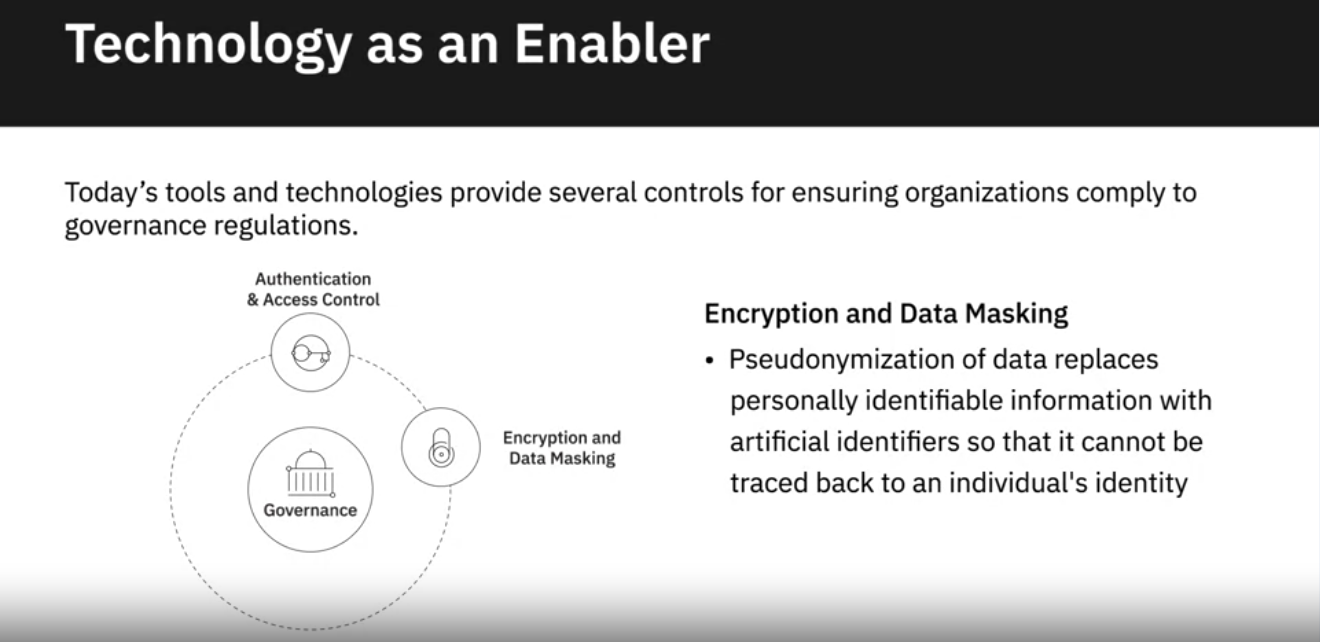 Technology as an Enabler
Today’s tools and technologies provide several controls for ensuring organizations comply to
governance regulations.
Authentication
& Access Control
Encryption and
Data Masking
Governance
Encryption and Data Masking
• Pseudonymization of data replaces
personally identifiable information with
artificial identifiers so that it cannot be
traced back to an individual's identity